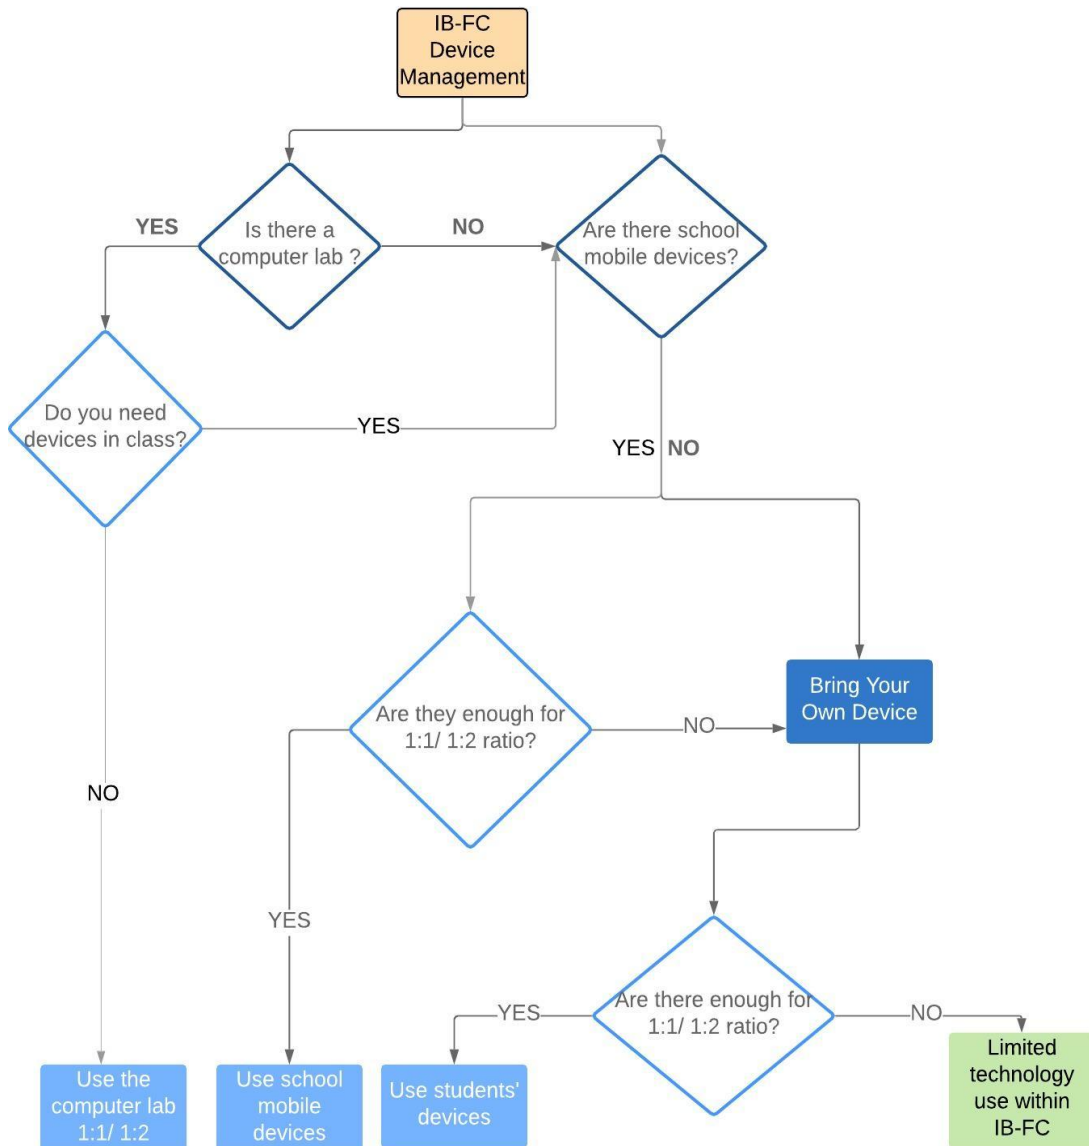 IB-FC
Device
Management
YES
Is there a
computer lab ?
NO
Are there school
mobile devices?
Do you need
devices in class?
YES
YES
NO
Are they enough for
1:1/ 1:2 ratio?
NO
Bring Your
Own Device
NO
YES
YES
Are there enough for
1:1/ 1:2 ratio?
NO
Use the
computer lab
1:1/ 1:2
Use school
mobile
devices
Use students'
devices
Limited
technology
use within
IB-FC